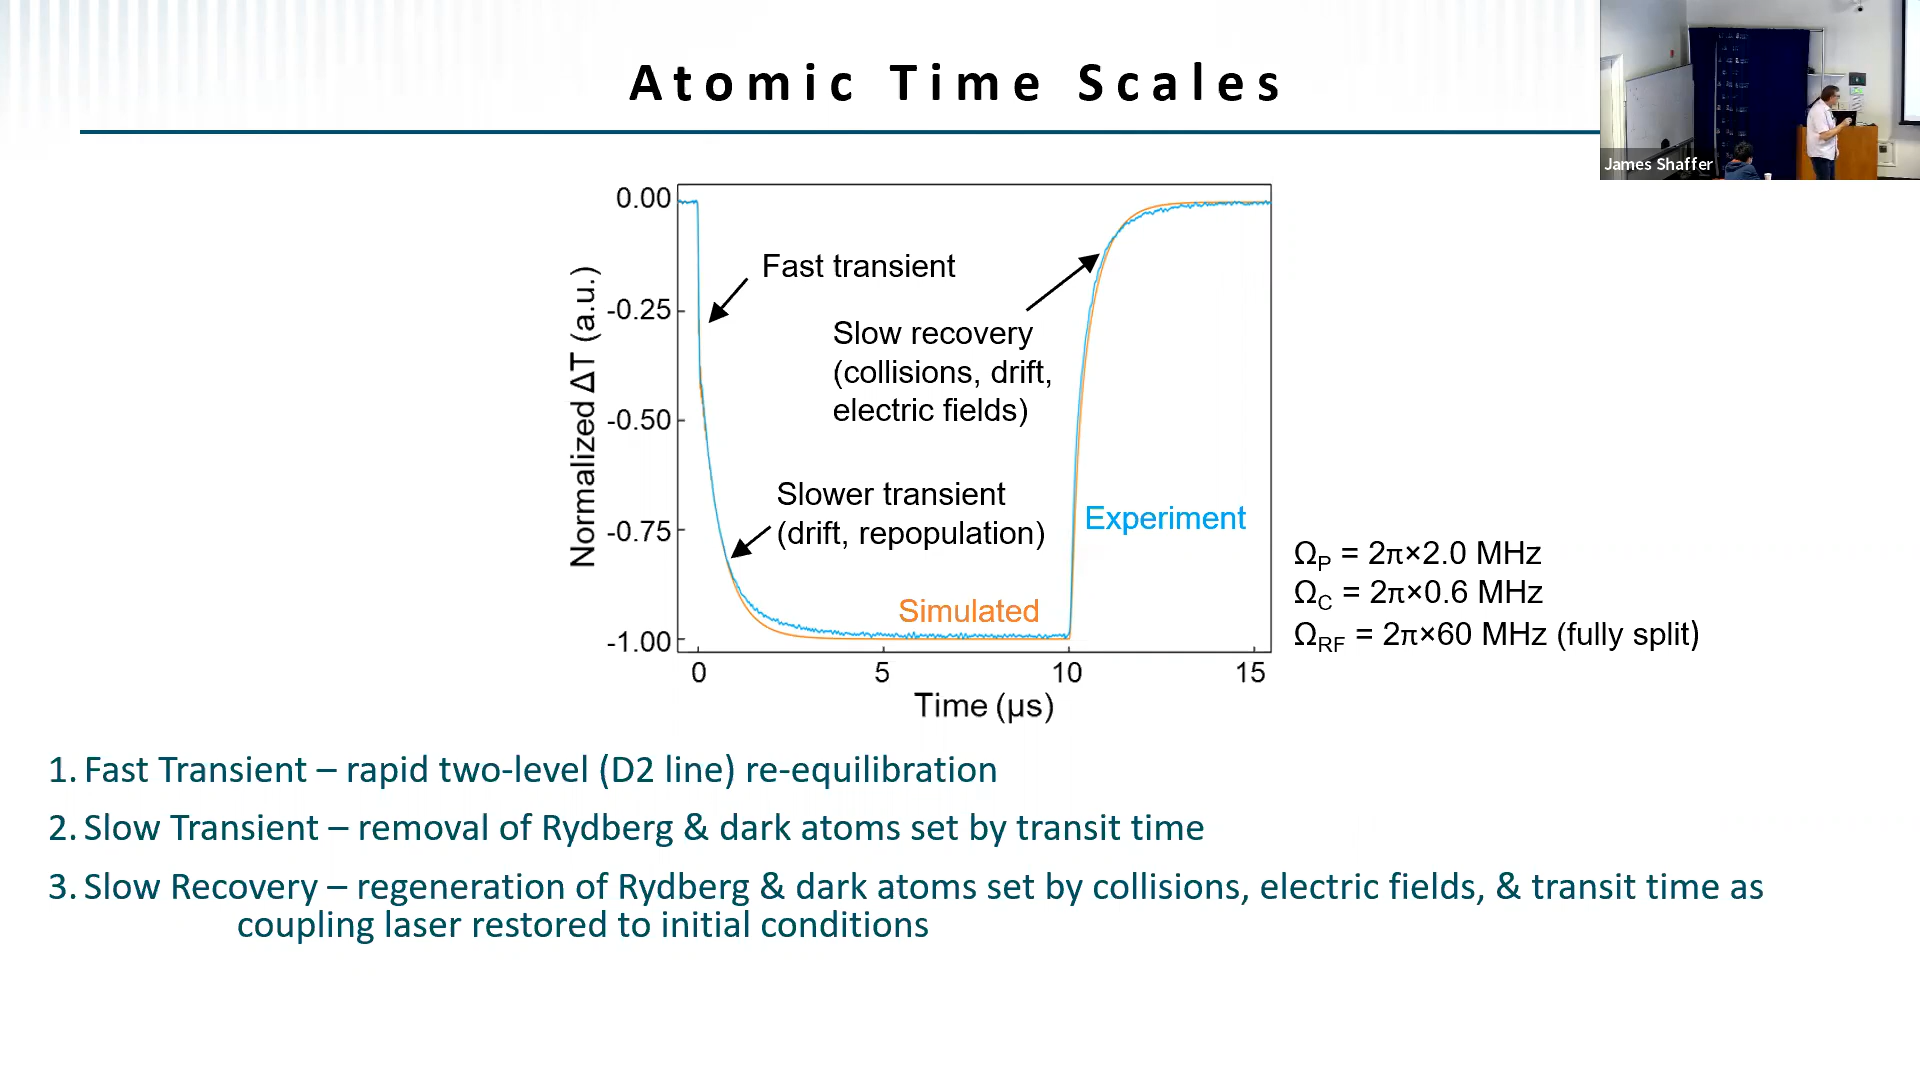 Atomic Time Scales
James Shaffer
0.00
-0.25
-0.50
-0.75
-1.00
Normalized ΔT (a.u.)
Fast transient
Slow recovery
(collisions, drift,
electric fields)
Slower transient
(drift, repopulation)
Experiment
Simulated
0 5 10 15
Time (μs)
Ω_P = 2π×2.0 MHz
Ω_C = 2π×0.6 MHz
Ω_RF = 2π×60 MHz (fully split)
1. Fast Transient – rapid two-level (D2 line) re-equilibration
2. Slow Transient – removal of Rydberg & dark atoms set by transit time
3. Slow Recovery – regeneration of Rydberg & dark atoms set by collisions, electric fields, & transit time as
coupling laser restored to initial conditions